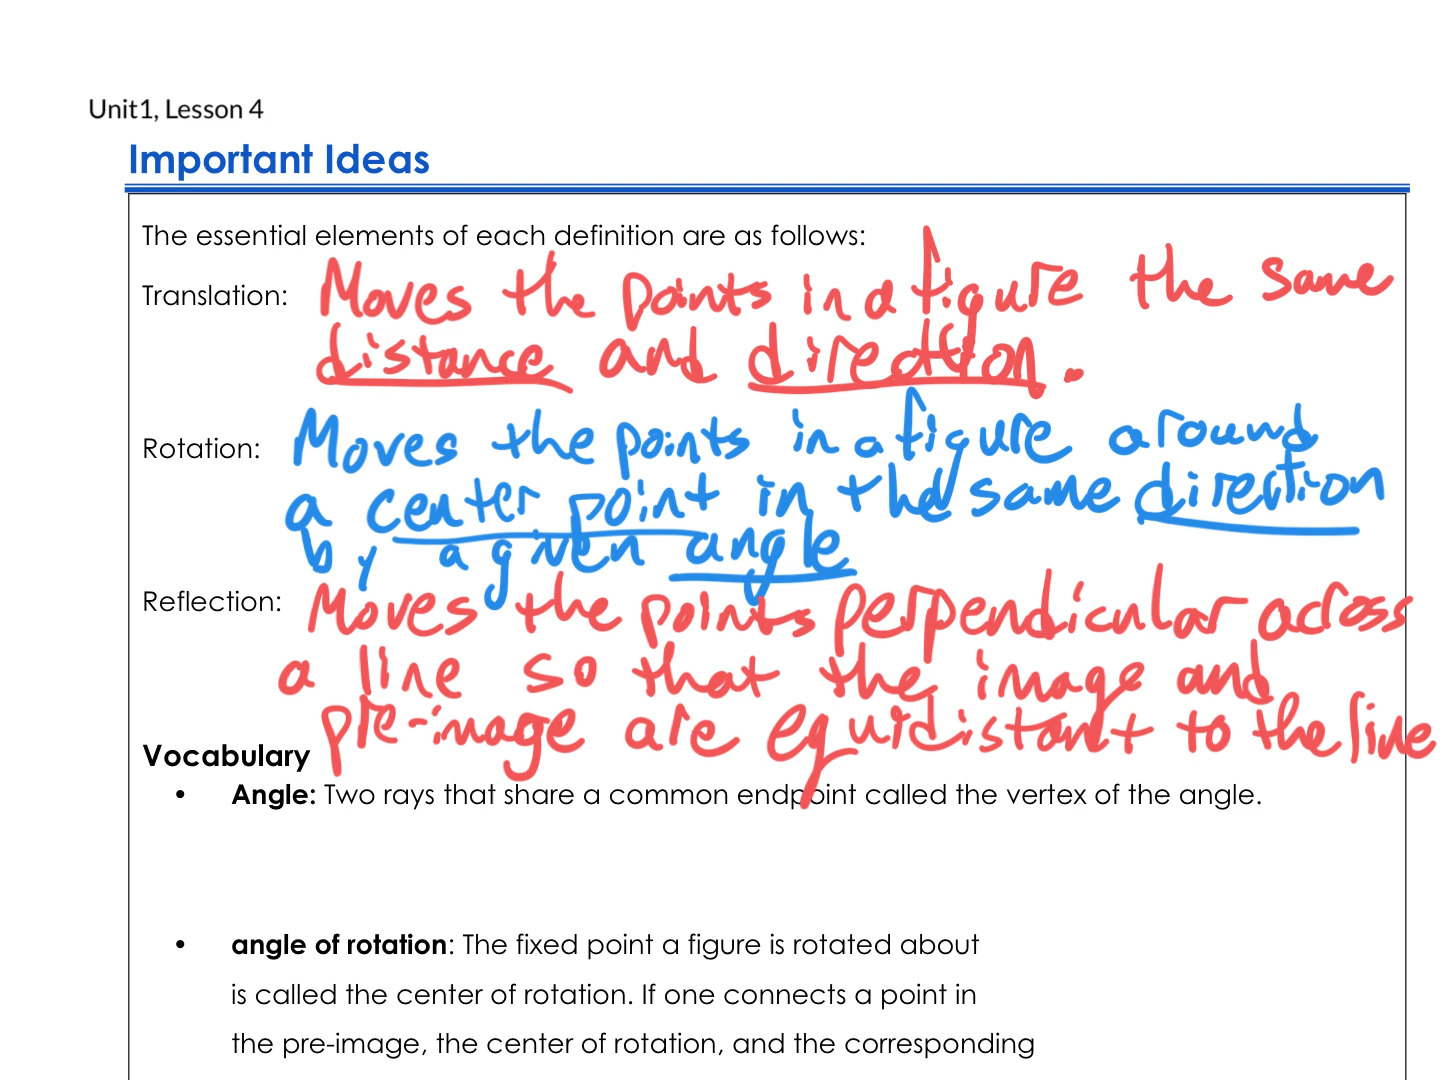 Unit1, Lesson 4
Important Ideas
The essential elements of each definition are as follows:
Translation: Moves the points in a figure the same
distance and direction.
Rotation: Moves the points in a figure around
a center point in the same direction
by a given angle
Reflection: Moves the points perpendicular across
a line so that the image and
pre-image are equidistant to the line
Vocabulary
• Angle: Two rays that share a common endpoint called the vertex of the angle.
• angle of rotation: The fixed point a figure is rotated about
is called the center of rotation. If one connects a point in
the pre-image, the center of rotation, and the corresponding